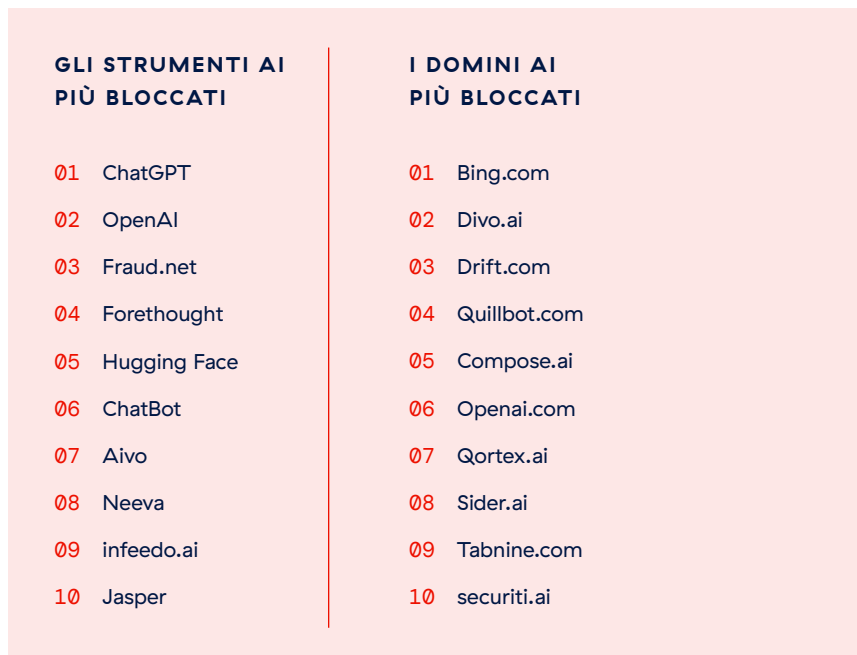 GLI STRUMENTI AI
PIÙ BLOCCATI
01 ChatGPT
02 OpenAI
03 Fraud.net
04 Forethought
05 Hugging Face
06 ChatBot
07 Aivo
08 Neeva
09 infeedo.ai
10 Jasper
I DOMINI AI
PIÙ BLOCCATI
01 Bing.com
02 Divo.ai
03 Drift.com
04 Quillbot.com
05 Compose.ai
06 Openai.com
07 Qortex.ai
08 Sider.ai
09 Tabnine.com
10 securiti.ai